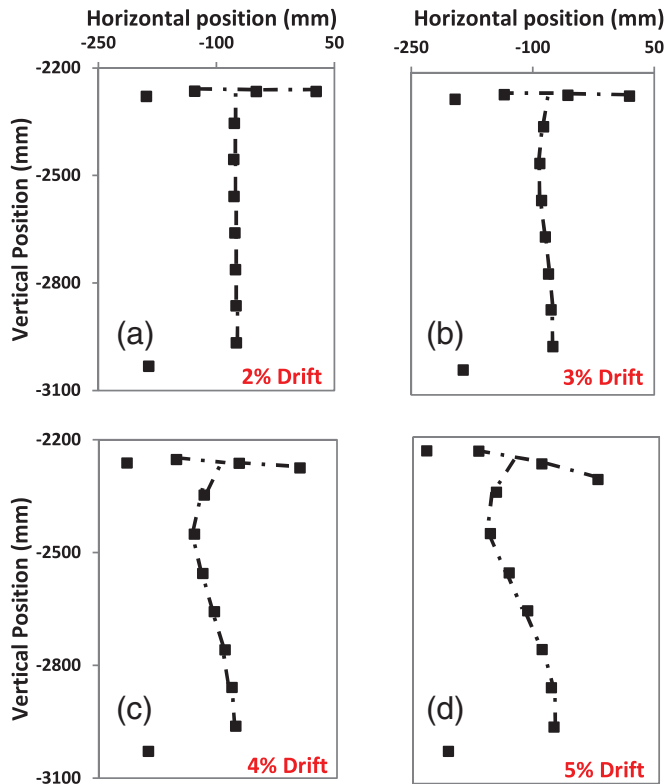 Horizontal position (mm)
Horizontal position (mm)
-250
-100
50
-250
-100
50
-2200
-2500
-2800
-3100
Vertical Position (mm)
(a)
2% Drift
(b)
3% Drift
-2200
-2500
-2800
-3100
Vertical Position (mm)
(c)
4% Drift
(d)
5% Drift